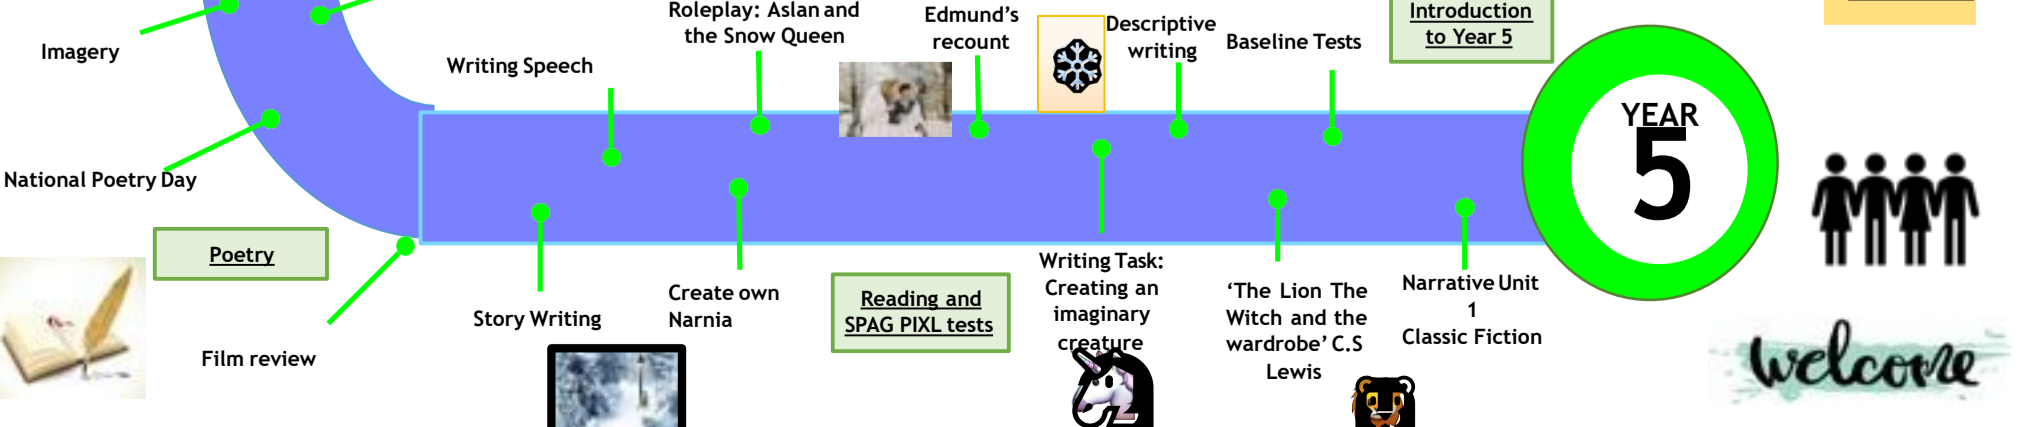 Roleplay: Aslan and
the Snow Queen
Edmund’s
recount
Descriptive
writing
Baseline Tests
Introduction
to Year 5
Imagery
Writing Speech
YEAR
5
National Poetry Day
Poetry
Film review
Story Writing
Create own
Narnia
Reading and
SPAG PIXL tests
Writing Task:
Creating an
imaginary
creature
‘The Lion The
Witch and the
wardrobe’ C.S
Lewis
Narrative Unit
1
Classic Fiction
welcome